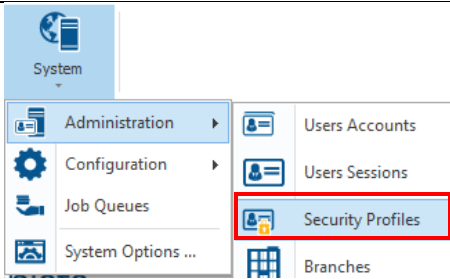 System
Administration
Users Accounts
Configuration
Users Sessions
Job Queues
Security Profiles
System Options ...
Branches